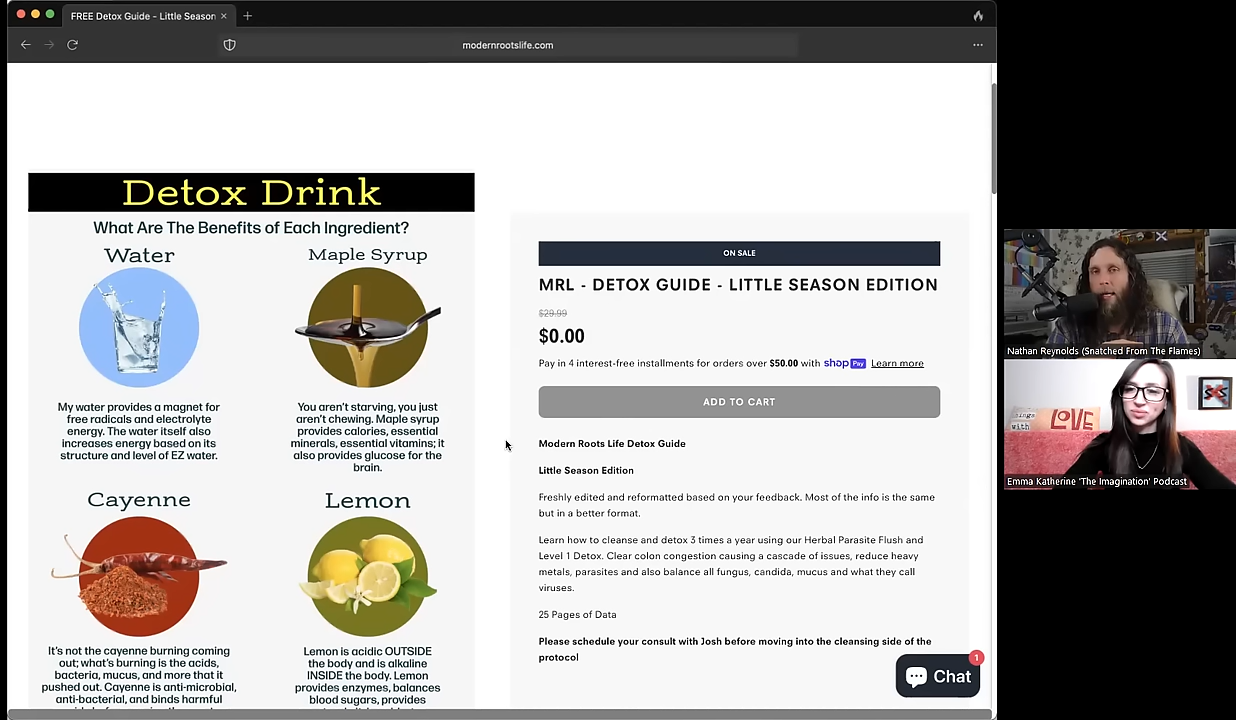 FREE Detox Guide - Little Season
modernrootslife.com
Detox Drink
What Are The Benefits of Each Ingredient?
Water
Maple Syrup
My water provides a magnet for
free radicals and electrolyte
energy. The water itself also
increases energy based on its
structure and level of EZ water.
You aren't starving, you just
aren't chewing. Maple syrup
provides calories, essential
minerals, essential vitamins; it
also provides glucose for the
brain.
Cayenne
Lemon
It's not the cayenne burning coming
out; what's burning is the acids,
bacteria, mucus, and more that it
pushed out. Cayenne is anti-microbial,
anti-bacterial, and binds harmful
Lemon is acidic OUTSIDE
the body and is alkaline
INSIDE the body. Lemon
provides enzymes, balances
blood sugars, provides
ON SALE
MRL - DETOX GUIDE - LITTLE SEASON EDITION
$29.99
$0.00
Pay in 4 interest-free installments for orders over $50.00 with shop Pay Learn more
ADD TO CART
Modern Roots Life Detox Guide
Little Season Edition
Freshly edited and reformatted based on your feedback. Most of the info is the same
but in a better format.
Learn how to cleanse and detox 3 times a year using our Herbal Parasite Flush and
Level 1 Detox. Clear colon congestion causing a cascade of issues, reduce heavy
metals, parasites and also balance all fungus, candida, mucus and what they call
viruses.
25 Pages of Data
Please schedule your consult with Josh before moving into the cleansing side of the
protocol
Chat
1
Nathan Reynolds (Snatched From The Flames)
sings
with
LOVE
Emma Katherine 'The Imagination' Podcast